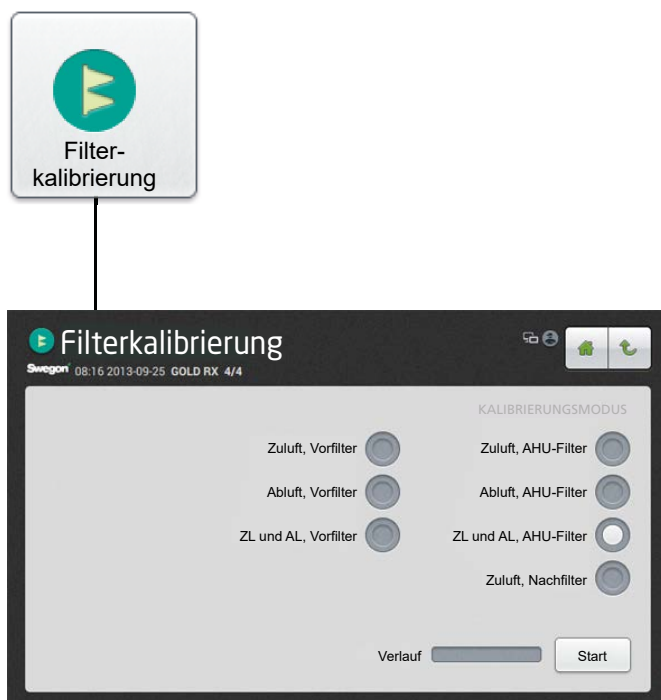 Filter-
kalibrierung
Filterkalibrierung
Swegon 08:16 2013-09-25 GOLD RX 4/4
KALIBRIERUNGSMODUS
Zuluft, Vorfilter
Zuluft, AHU-Filter
Abluft, Vorfilter
Abluft, AHU-Filter
ZL und AL, Vorfilter
ZL und AL, AHU-Filter
Zuluft, Nachfilter
Verlauf
Start